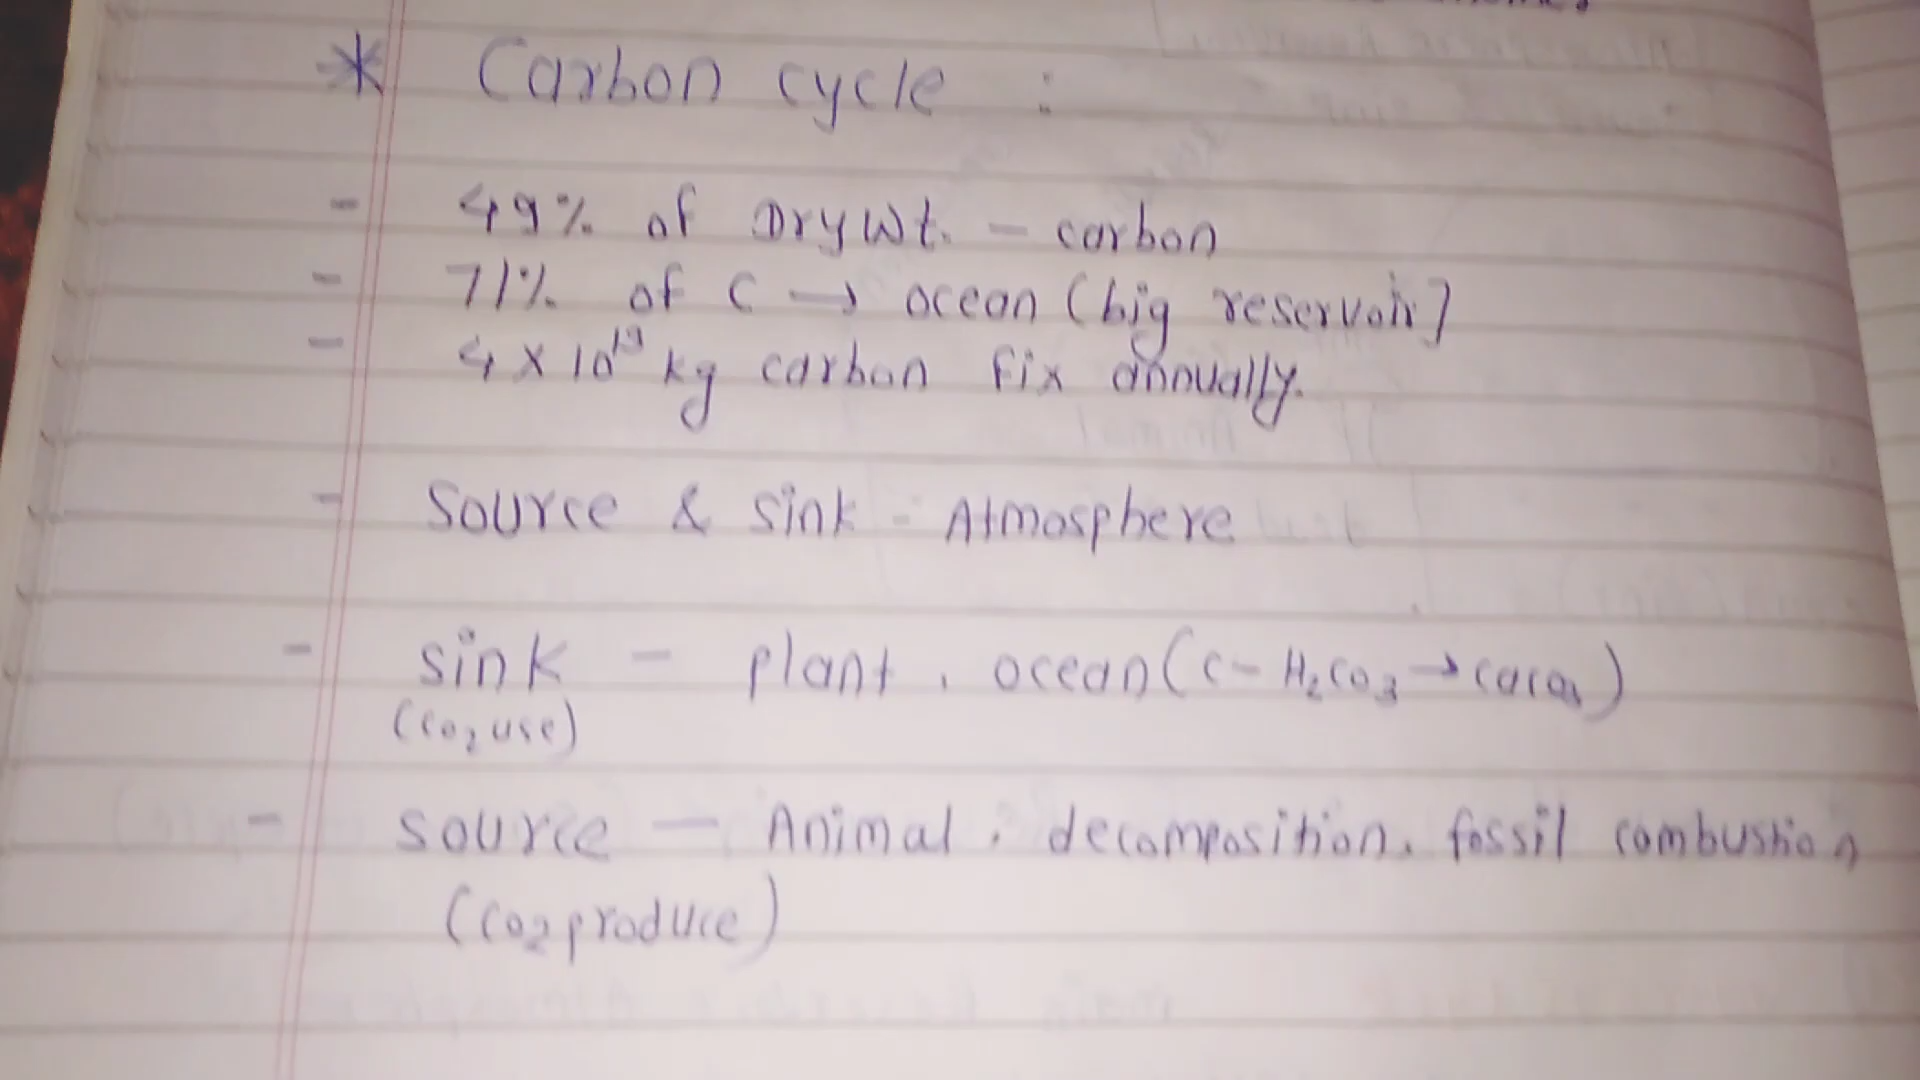 * Carbon cycle :
- 49% of Dry Wt. - carbon
- 71% of C → ocean (big reservoir]
- 4 x 10¹³ kg carbon fix annually.
- Source & sink - Atmosphere
- sink - plant, ocean (C - H₂CO₃ → CaCO₃)
(CO₂ use)
- source - Animal, decomposition, fossil combustion
(CO₂ produce)